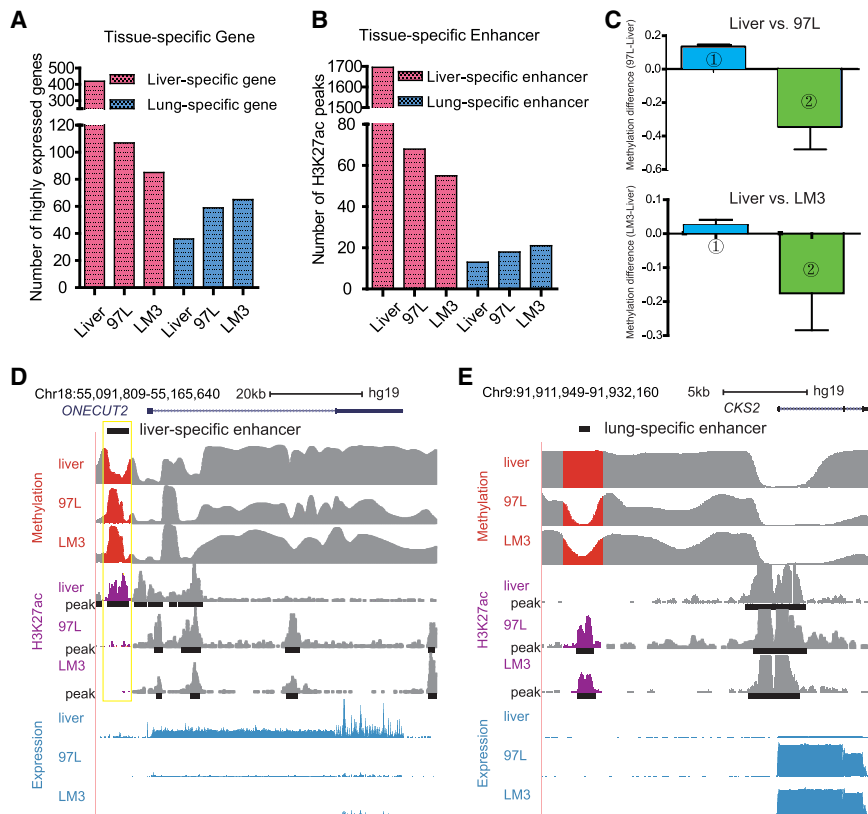 A
Tissue-specific Gene
Number of highly expressed genes
500
400
300
120
100
80
60
40
20
0
Liver-specific gene
Lung-specific gene
Liver
97L
LM3
Liver
97L
LM3
B
Tissue-specific Enhancer
Number of H3K27ac peaks
1700
1600
1500
80
60
40
20
0
Liver-specific enhancer
Lung-specific enhancer
Liver
97L
LM3
Liver
97L
LM3
C
Liver vs. 97L
Methylation difference (97L-Liver)
0.2
0.0
-0.2
-0.4
-0.6
①
②
Liver vs. LM3
Methylation difference (LM3-Liver)
0.1
0.0
-0.1
-0.2
-0.3
①
②
D
Chr18:55,091,809-55,165,640
20kb
hg19
ONECUT2
liver-specific enhancer
Methylation
liver
97L
LM3
H3K27ac
liver
peak
97L
peak
LM3
peak
Expression
liver
97L
LM3
E
Chr9:91,911,949-91,932,160
5kb
hg19
CKS2
lung-specific enhancer
Methylation
liver
97L
LM3
H3K27ac
liver
peak
97L
peak
LM3
peak
Expression
liver
97L
LM3